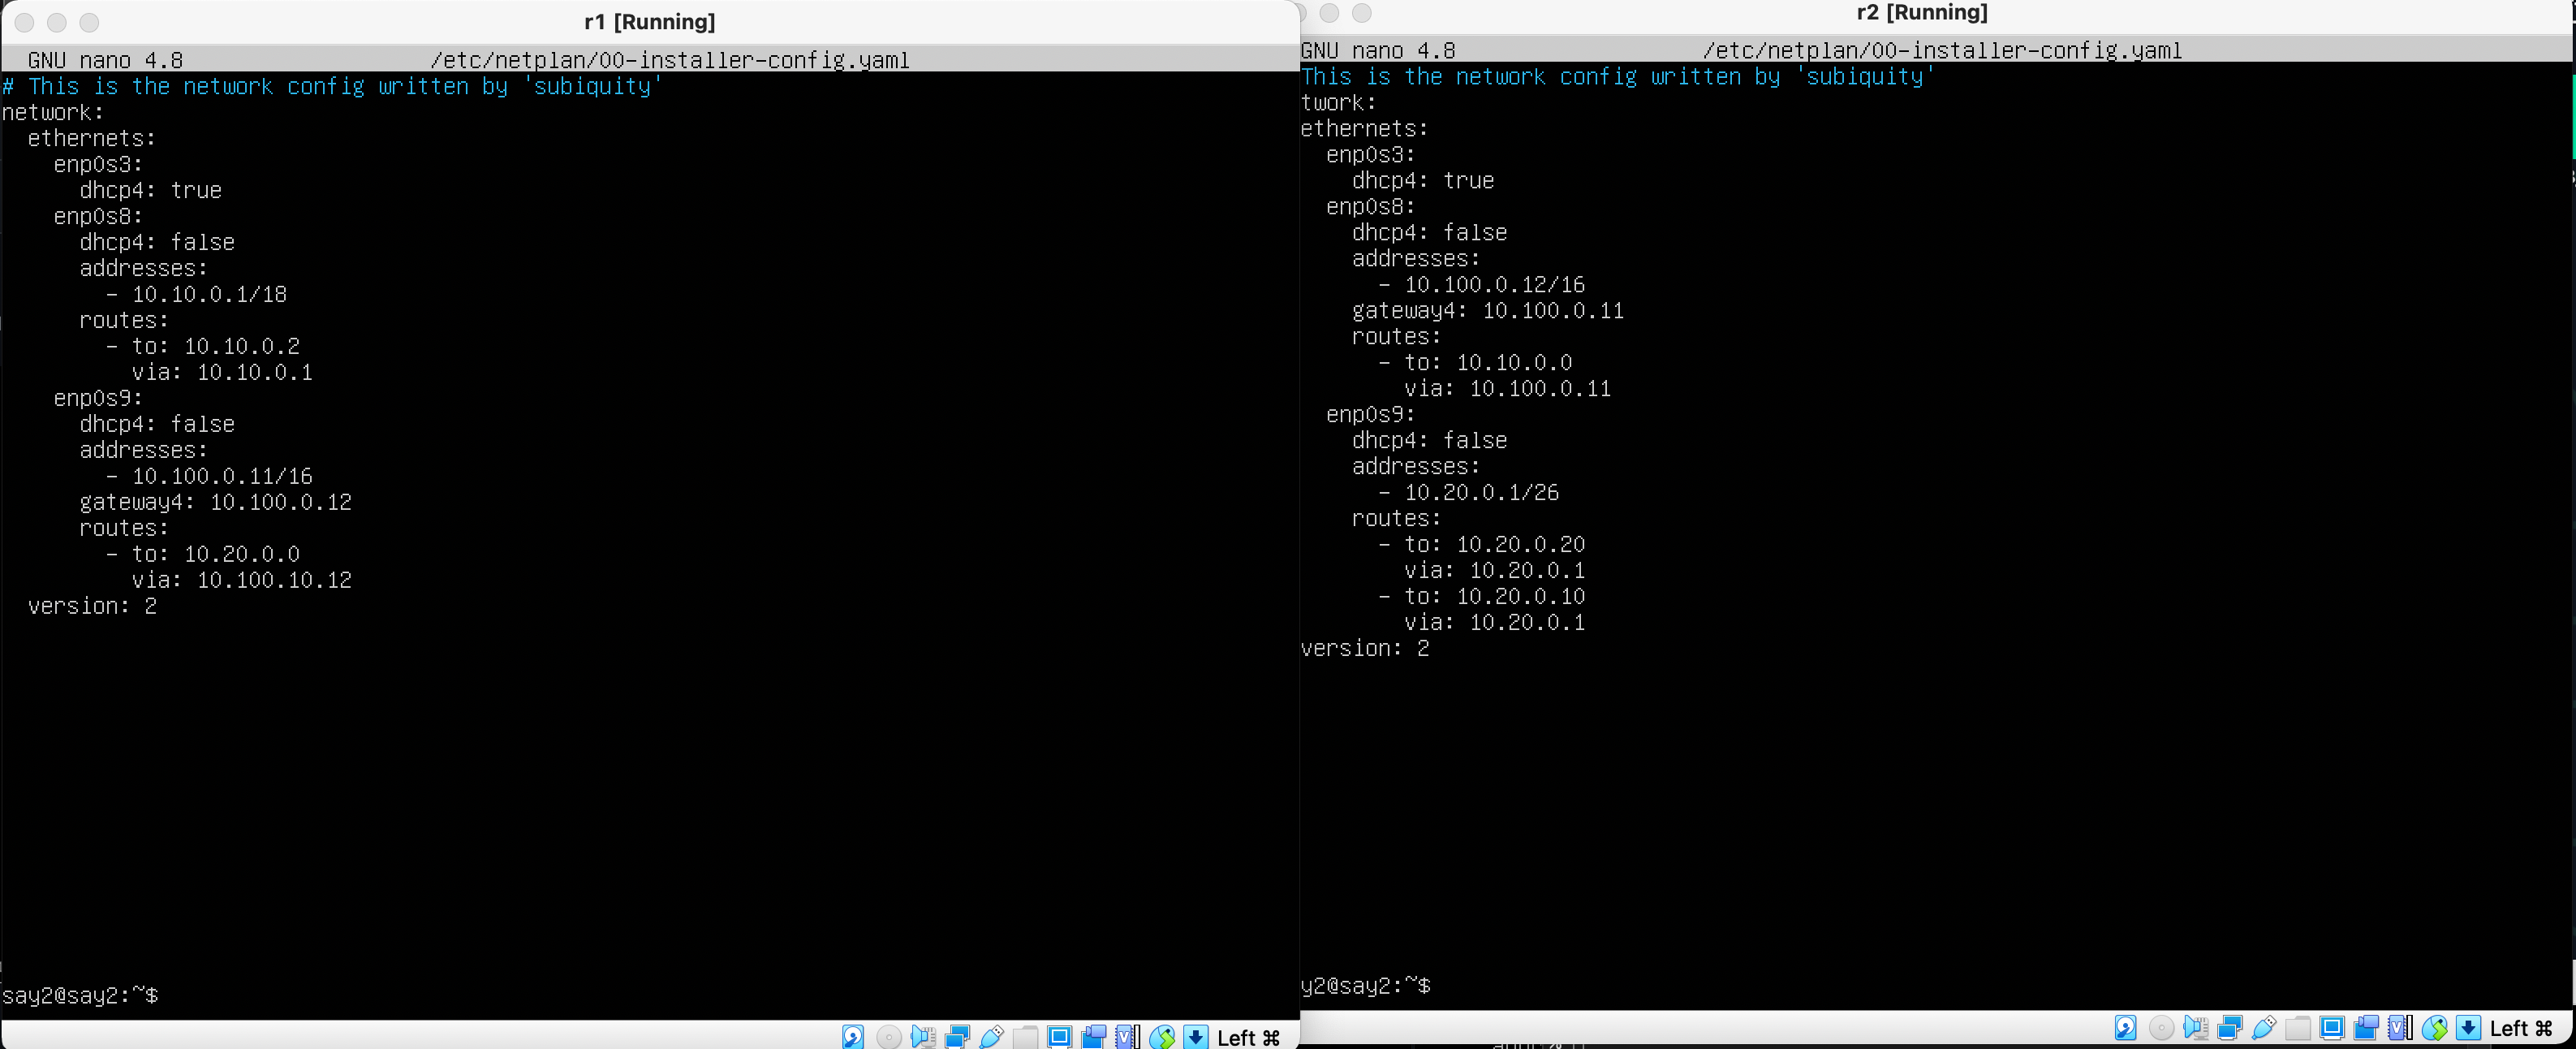 r1 [Running]
GNU nano 4.8 /etc/netplan/00-installer-config.yaml
# This is the network config written by 'subiquity'
network:
  ethernets:
    enp0s3:
      dhcp4: true
    enp0s8:
      dhcp4: false
      addresses:
        - 10.10.0.1/18
      routes:
        - to: 10.10.0.2
          via: 10.10.0.1
    enp0s9:
      dhcp4: false
      addresses:
        - 10.100.0.11/16
      gateway4: 10.100.0.12
      routes:
        - to: 10.20.0.0
          via: 10.100.10.12
  version: 2
say2@say2:~$
Left ⌘
r2 [Running]
GNU nano 4.8 /etc/netplan/00-installer-config.yaml
This is the network config written by 'subiquity'
twork:
ethernets:
  enp0s3:
    dhcp4: true
  enp0s8:
    dhcp4: false
    addresses:
      - 10.100.0.12/16
    gateway4: 10.100.0.11
    routes:
      - to: 10.10.0.0
        via: 10.100.0.11
  enp0s9:
    dhcp4: false
    addresses:
      - 10.20.0.1/26
    routes:
      - to: 10.20.0.20
        via: 10.20.0.1
      - to: 10.20.0.10
        via: 10.20.0.1
version: 2
y2@say2:~$
Left ⌘